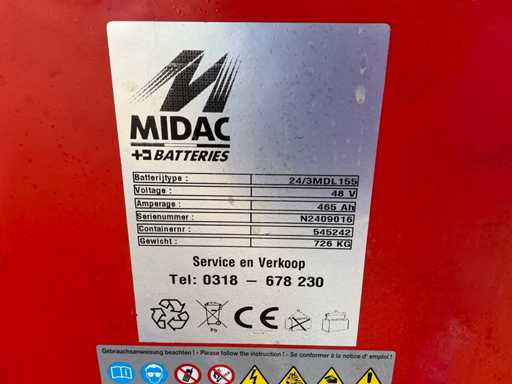 MIDAC
BATTERIES
Batterijtype : 24/3MDL155
Voltage : 48 V
Amperage : 465 Ah
Serienummer : N2409016
Containernr : 545242
Gewicht : 726 KG
Service en Verkoop
Tel: 0318 – 678 230
Pb
Gebrauchsanweisung beachten! - Please follow the instruction! - Se conformer à la notice d' emploi!